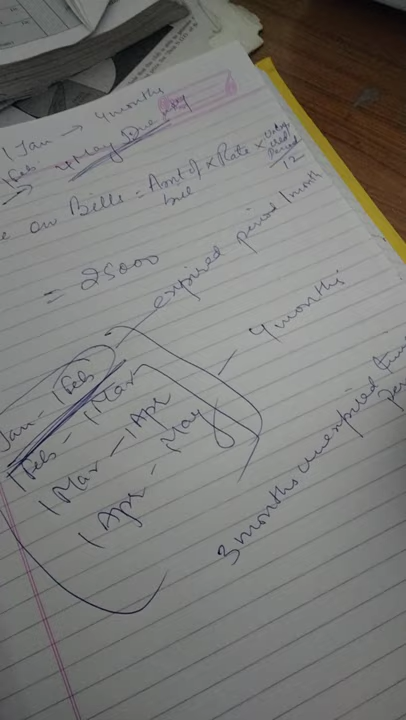 1 Jan → 4 months
1 Feb → 4 May Due
on Bills = Amt of bill × Rate × Unexpired Period / 12
= 25000
expired period 1 month
Jan - 1 Feb
1 Feb - 1 Mar
1 Mar - 1 Apr
1 Apr - May
4 months
3 months unexpired